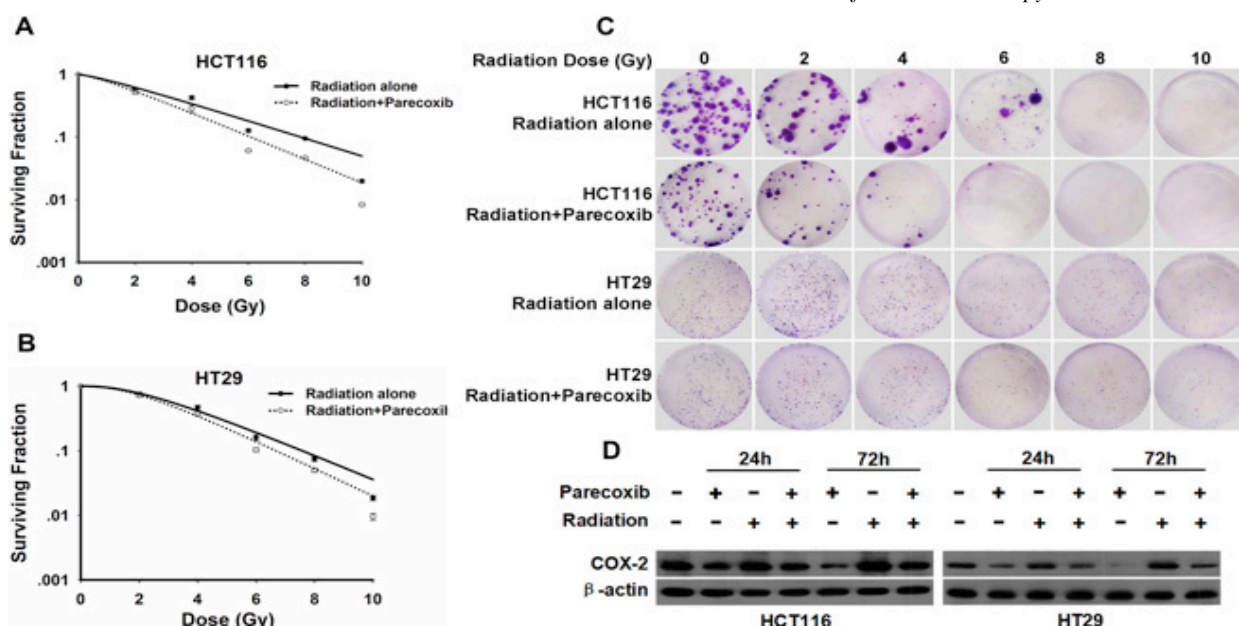 A
HCT116
Radiation alone
Radiation+Parecoxib
Surviving Fraction
1
.1
.01
.001
0 2 4 6 8 10
Dose (Gy)
B
HT29
Radiation alone
Radiation+Parecoxil
Surviving Fraction
1
.1
.01
.001
0 2 4 6 8 10
Dose (Gy)
C
Radiation Dose (Gy) 0 2 4 6 8 10
HCT116
Radiation alone
HCT116
Radiation+Parecoxib
HT29
Radiation alone
HT29
Radiation+Parecoxib
D
24h 72h 24h 72h
Parecoxib - + - + + - + - + - + + - +
Radiation - - + + - + + - - + + - + +
COX-2
β-actin
HCT116 HT29